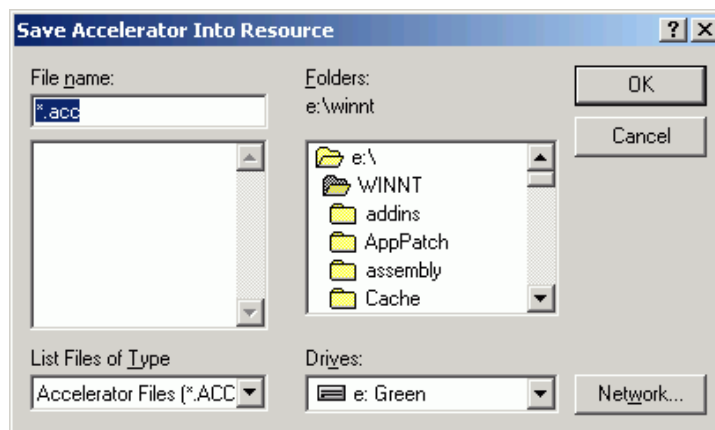 Save Accelerator Into Resource
File name:
*.acc
Folders:
e:\winnt
OK
Cancel
e:\
WINNT
addins
AppPatch
assembly
Cache
List Files of Type
Accelerator Files (*.ACC
Drives:
e: Green
Network...